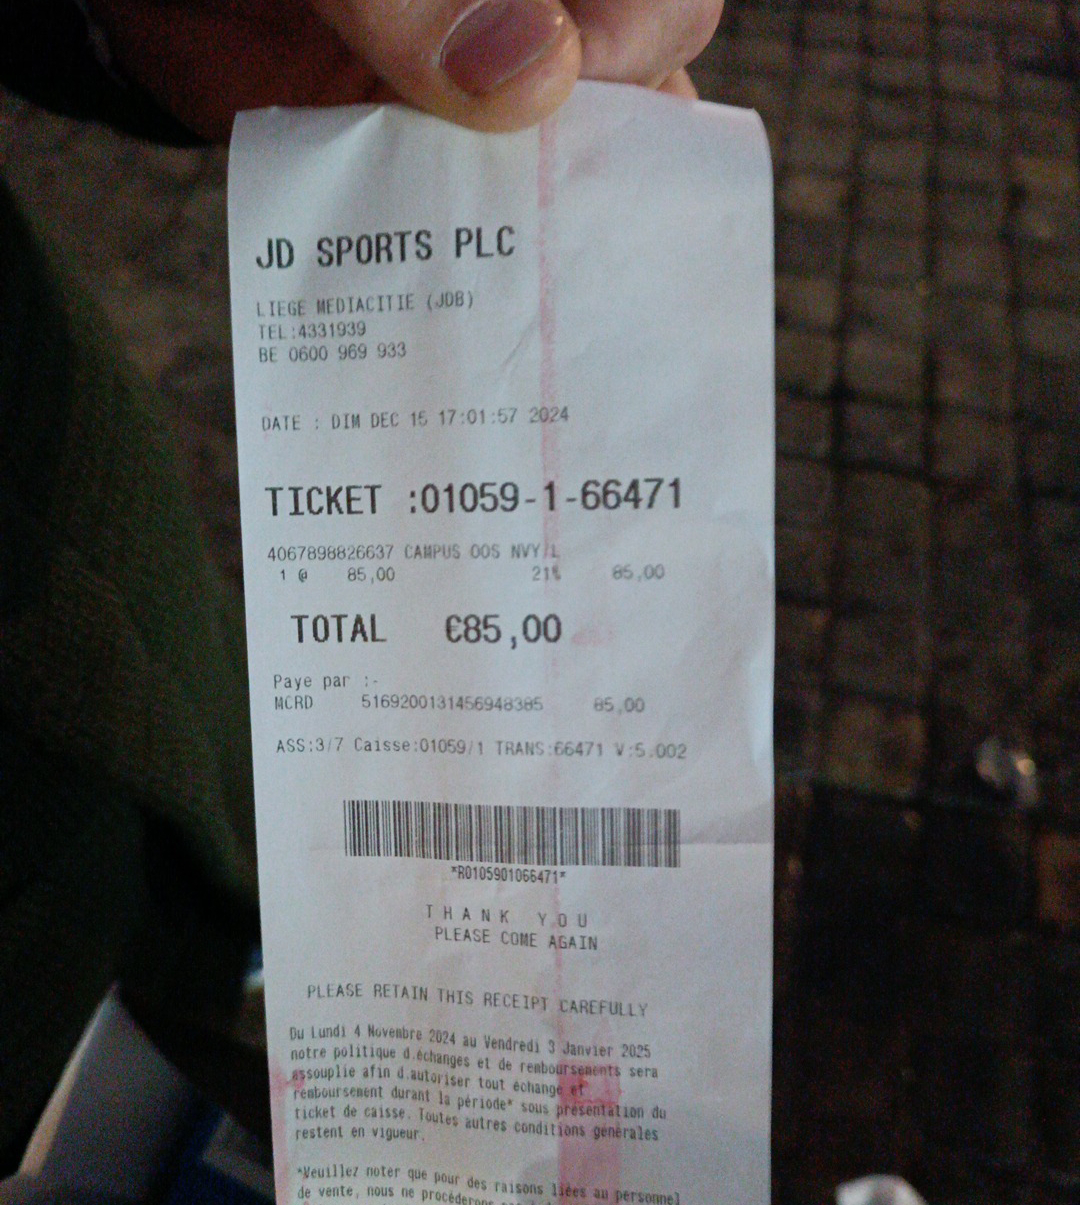 JD SPORTS PLC
LIEGE MEDIACITIE (JDB)
TEL:4331939
BE 0600 969 933
DATE : DIM DEC 15 17:01:57 2024
TICKET :01059-1-66471
4067898826637 CAMPUS OOS NVY/L
1 @ 85,00 21% 85,00
TOTAL €85,00
Paye par :-
MCRD 5169200131456948385 85,00
ASS:3/7 Caisse:01059/1 TRANS:66471 V:5.002
*R0105901066471*
THANK YOU
PLEASE COME AGAIN
PLEASE RETAIN THIS RECEIPT CAREFULLY
Du Lundi 4 Novembre 2024 au Vendredi 3 Janvier 2025
notre politique d.échanges et de remboursements sera
assouplie afin d.autoriser tout échange et
remboursement durant la période* sous présentation du
ticket de caisse. Toutes autres conditions générales
restent en vigueur.
*Veuillez noter que pour des raisons liées au personnel
de vente, nous ne procéderons